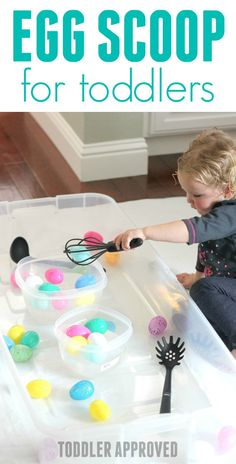 EGG SCOOP
for toddlers
TODDLER APPROVED